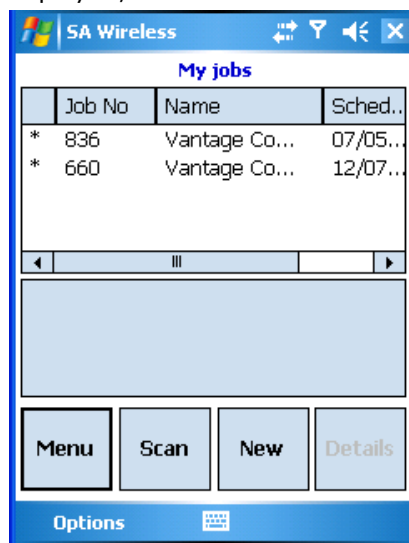 SA Wireless
My jobs
Job No Name Sched..
* 836 Vantage Co... 07/05...
* 660 Vantage Co... 12/07...
Menu Scan New Details
Options